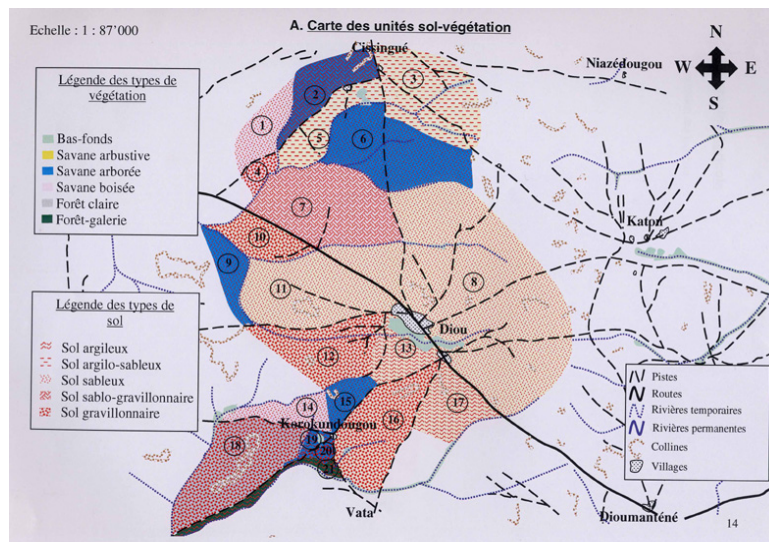 A. Carte des unités sol-végétation
Echelle : 1 : 87'000
Cissingué
Niazédougou
N
W E
S
Légende des types de
végétation
Bas-fonds
Savane arbustive
Savane arborée
Savane boisée
Forêt claire
Forêt-galerie
1
2
3
4
5
6
7
8
9
10
11
12
13
14
15
16
17
18
19
20
21
Katon
Diou
Korokundougou
Vata
Dioumanténé
Légende des types de
sol
Sol argileux
Sol argilo-sableux
Sol sableux
Sol sablo-gravillonnaire
Sol gravillonnaire
Pistes
Routes
Rivières temporaires
Rivières permanentes
Collines
Villages
14